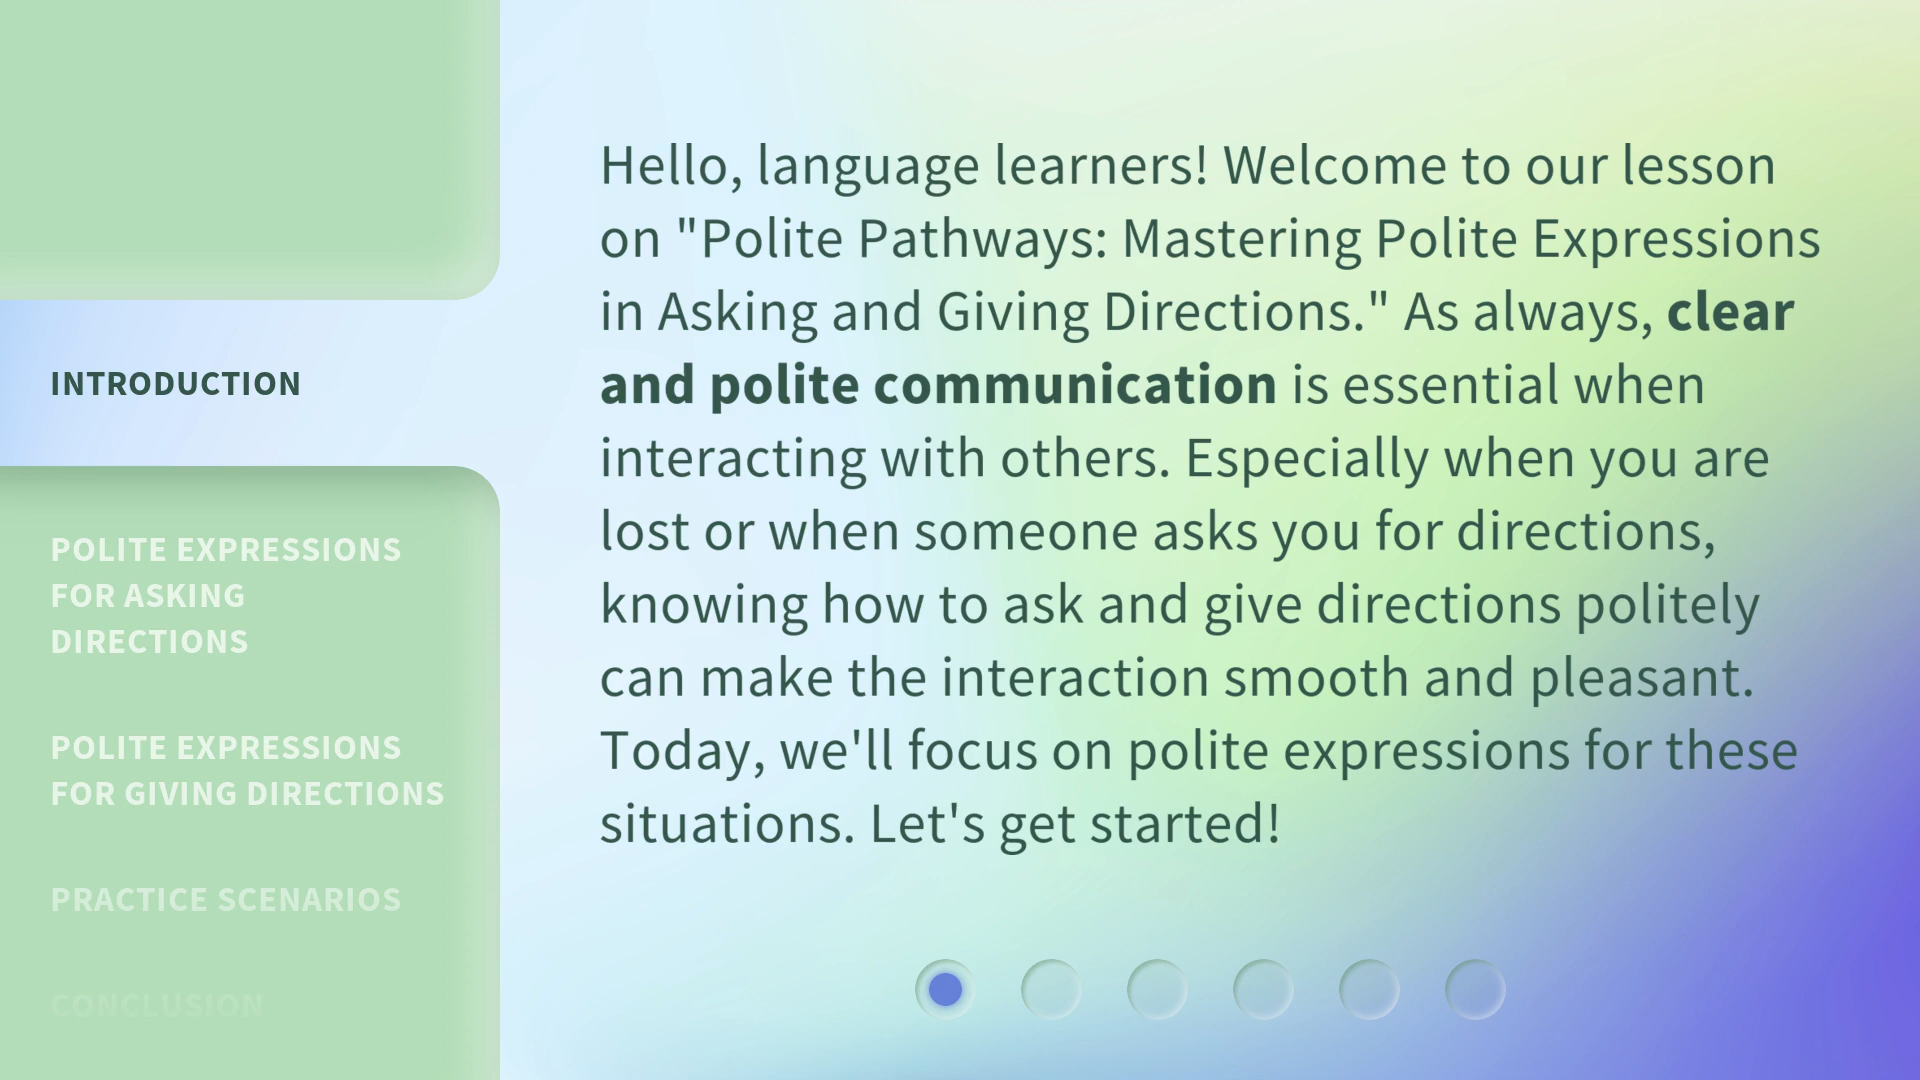 INTRODUCTION
POLITE EXPRESSIONS
FOR ASKING
DIRECTIONS
POLITE EXPRESSIONS
FOR GIVING DIRECTIONS
PRACTICE SCENARIOS
CONCLUSION
Hello, language learners! Welcome to our lesson
on "Polite Pathways: Mastering Polite Expressions
in Asking and Giving Directions." As always, clear
and polite communication is essential when
interacting with others. Especially when you are
lost or when someone asks you for directions,
knowing how to ask and give directions politely
can make the interaction smooth and pleasant.
Today, we'll focus on polite expressions for these
situations. Let's get started!